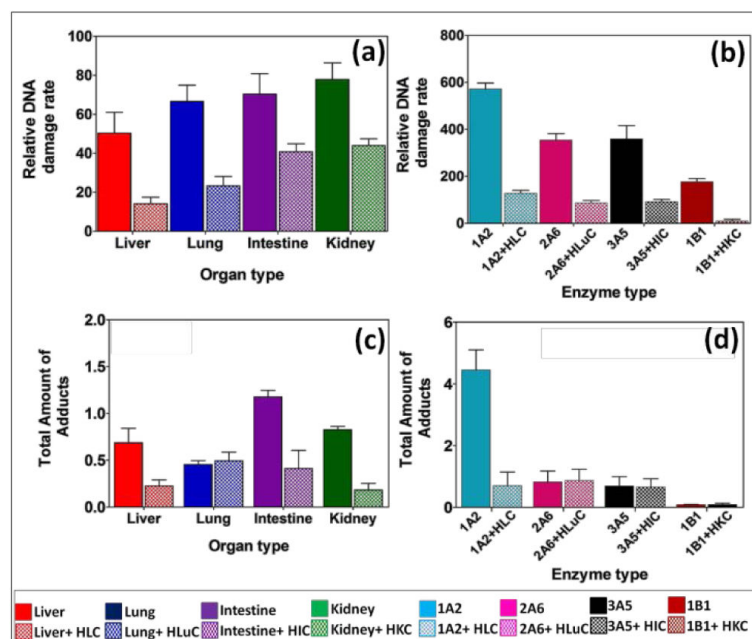 (a)
Relative DNA
damage rate
100
80
60
40
20
0
Liver Lung Intestine Kidney
Organ type
(b)
Relative DNA
damage rate
800
600
400
200
0
1A2 1A2+HLC 2A6 2A6+HLuC 3A5 3A5+HIC 1B1 1B1+HKC
Enzyme type
(c)
Total Amount of
Adducts
2.0
1.5
1.0
0.5
0.0
Liver Lung Intestine Kidney
Organ type
(d)
Total Amount of
Adducts
6
4
2
0
1A2 1A2+HLC 2A6 2A6+HLuC 3A5 3A5+HIC 1B1 1B1+HKC
Enzyme type
Liver Lung Intestine Kidney 1A2 2A6 3A5 1B1
Liver+ HLC Lung+ HLuC Intestine+ HIC Kidney+ HKC 1A2+ HLC 2A6+ HLuC 3A5+ HIC 1B1+ HKC